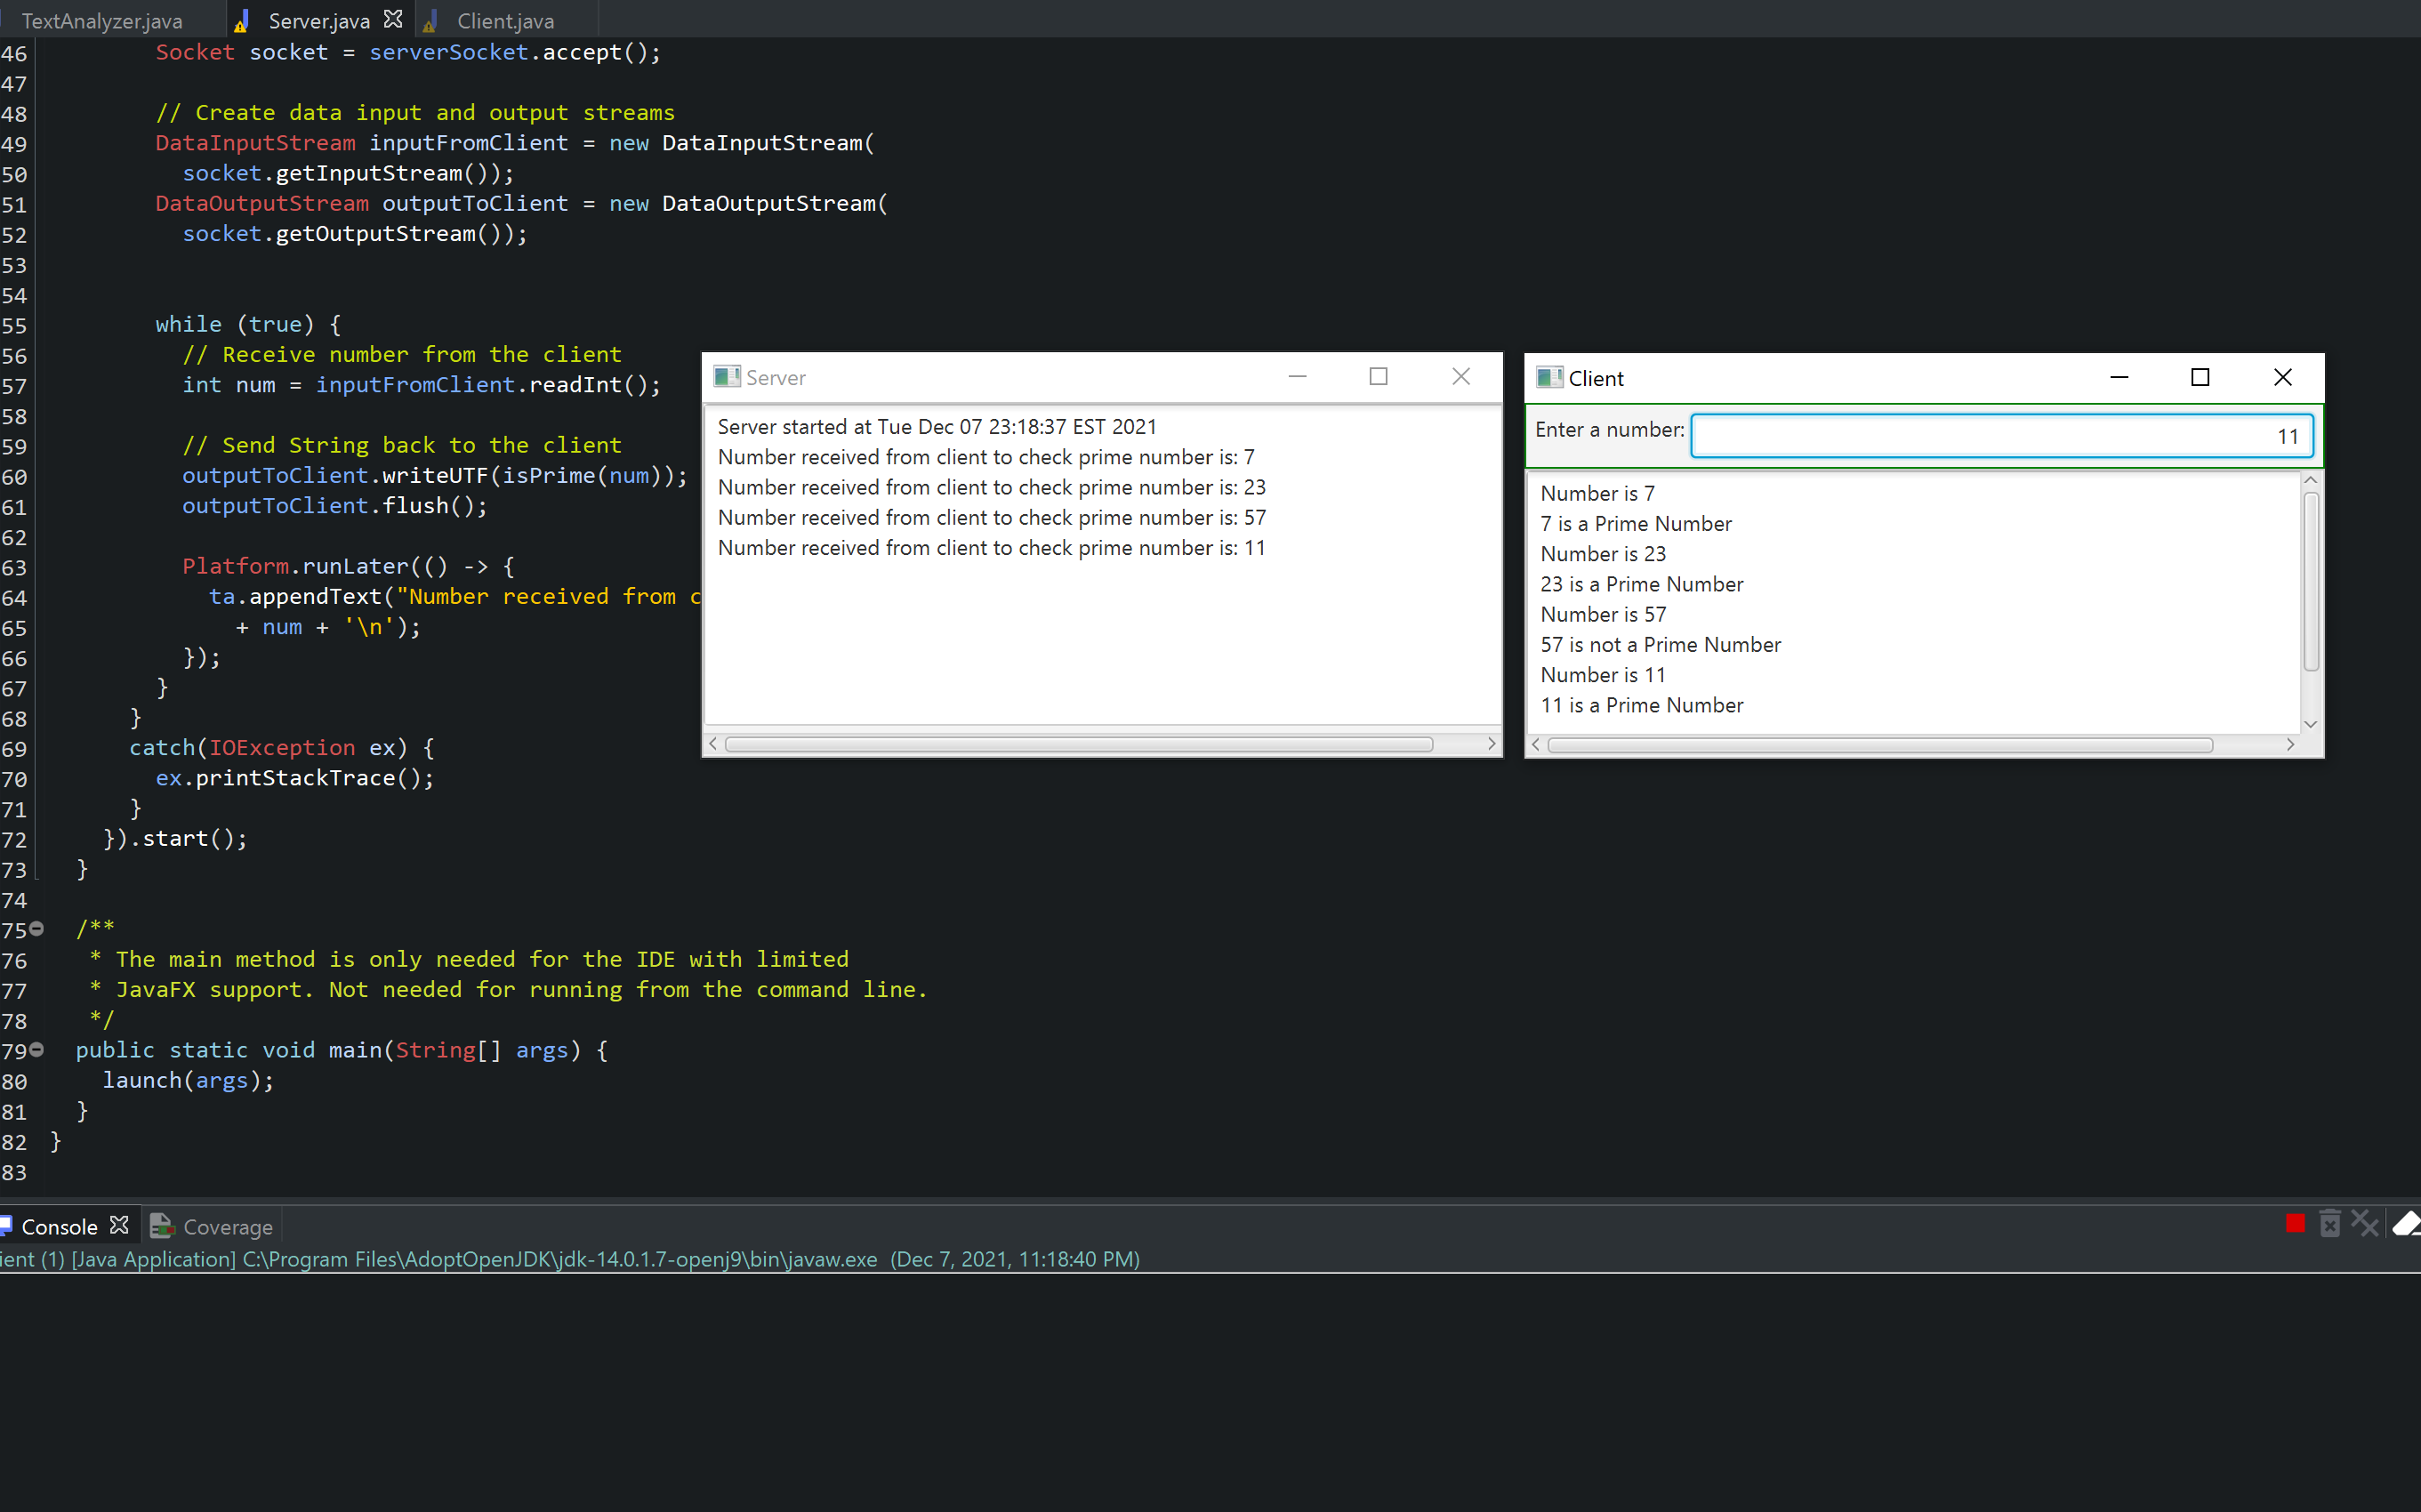 TextAnalyzer.java Server.java Client.java
46 Socket socket = serverSocket.accept();
47
48 // Create data input and output streams
49 DataInputStream inputFromClient = new DataInputStream(
50 socket.getInputStream());
51 DataOutputStream outputToClient = new DataOutputStream(
52 socket.getOutputStream());
53
54
55 while (true) {
56 // Receive number from the client
57 int num = inputFromClient.readInt();
58
59 // Send String back to the client
60 outputToClient.writeUTF(isPrime(num));
61 outputToClient.flush();
62
63 Platform.runLater(() -> {
64 ta.appendText("Number received from c
65 + num + '\n');
66 });
67 }
68 }
69 catch(IOException ex) {
70 ex.printStackTrace();
71 }
72 }).start();
73 }
74
75 /**
76 * The main method is only needed for the IDE with limited
77 * JavaFX support. Not needed for running from the command line.
78 */
79 public static void main(String[] args) {
80 launch(args);
81 }
82 }
83
Server
Server started at Tue Dec 07 23:18:37 EST 2021
Number received from client to check prime number is: 7
Number received from client to check prime number is: 23
Number received from client to check prime number is: 57
Number received from client to check prime number is: 11
Client
Enter a number: 11
Number is 7
7 is a Prime Number
Number is 23
23 is a Prime Number
Number is 57
57 is not a Prime Number
Number is 11
11 is a Prime Number
Console Coverage
ient (1) [Java Application] C:\Program Files\AdoptOpenJDK\jdk-14.0.1.7-openj9\bin\javaw.exe (Dec 7, 2021, 11:18:40 PM)